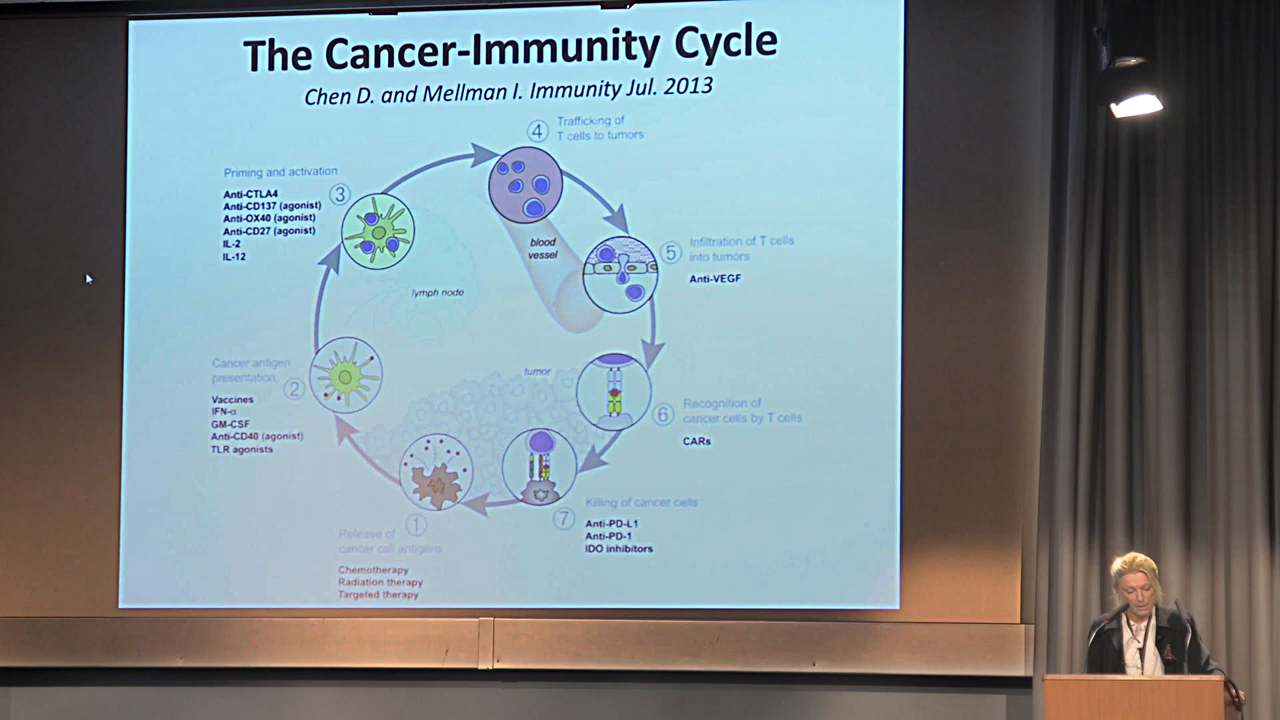 The Cancer-Immunity Cycle
Chen D. and Mellman I. Immunity Jul. 2013
4
Trafficking of
T cells to tumors
Priming and activation
3
Anti-CTLA4
Anti-CD137 (agonist)
Anti-OX40 (agonist)
Anti-CD27 (agonist)
IL-2
IL-12
blood
vessel
5
Infiltration of T cells
into tumors
Anti-VEGF
lymph node
Cancer antigen
presentation
2
Vaccines
IFN-α
GM-CSF
Anti-CD40 (agonist)
TLR agonists
tumor
6
Recognition of
cancer cells by T cells
CARs
7
Killing of cancer cells
Anti-PD-L1
Anti-PD-1
IDO inhibitors
1
Release of
cancer cell antigens
Chemotherapy
Radiation therapy
Targeted therapy